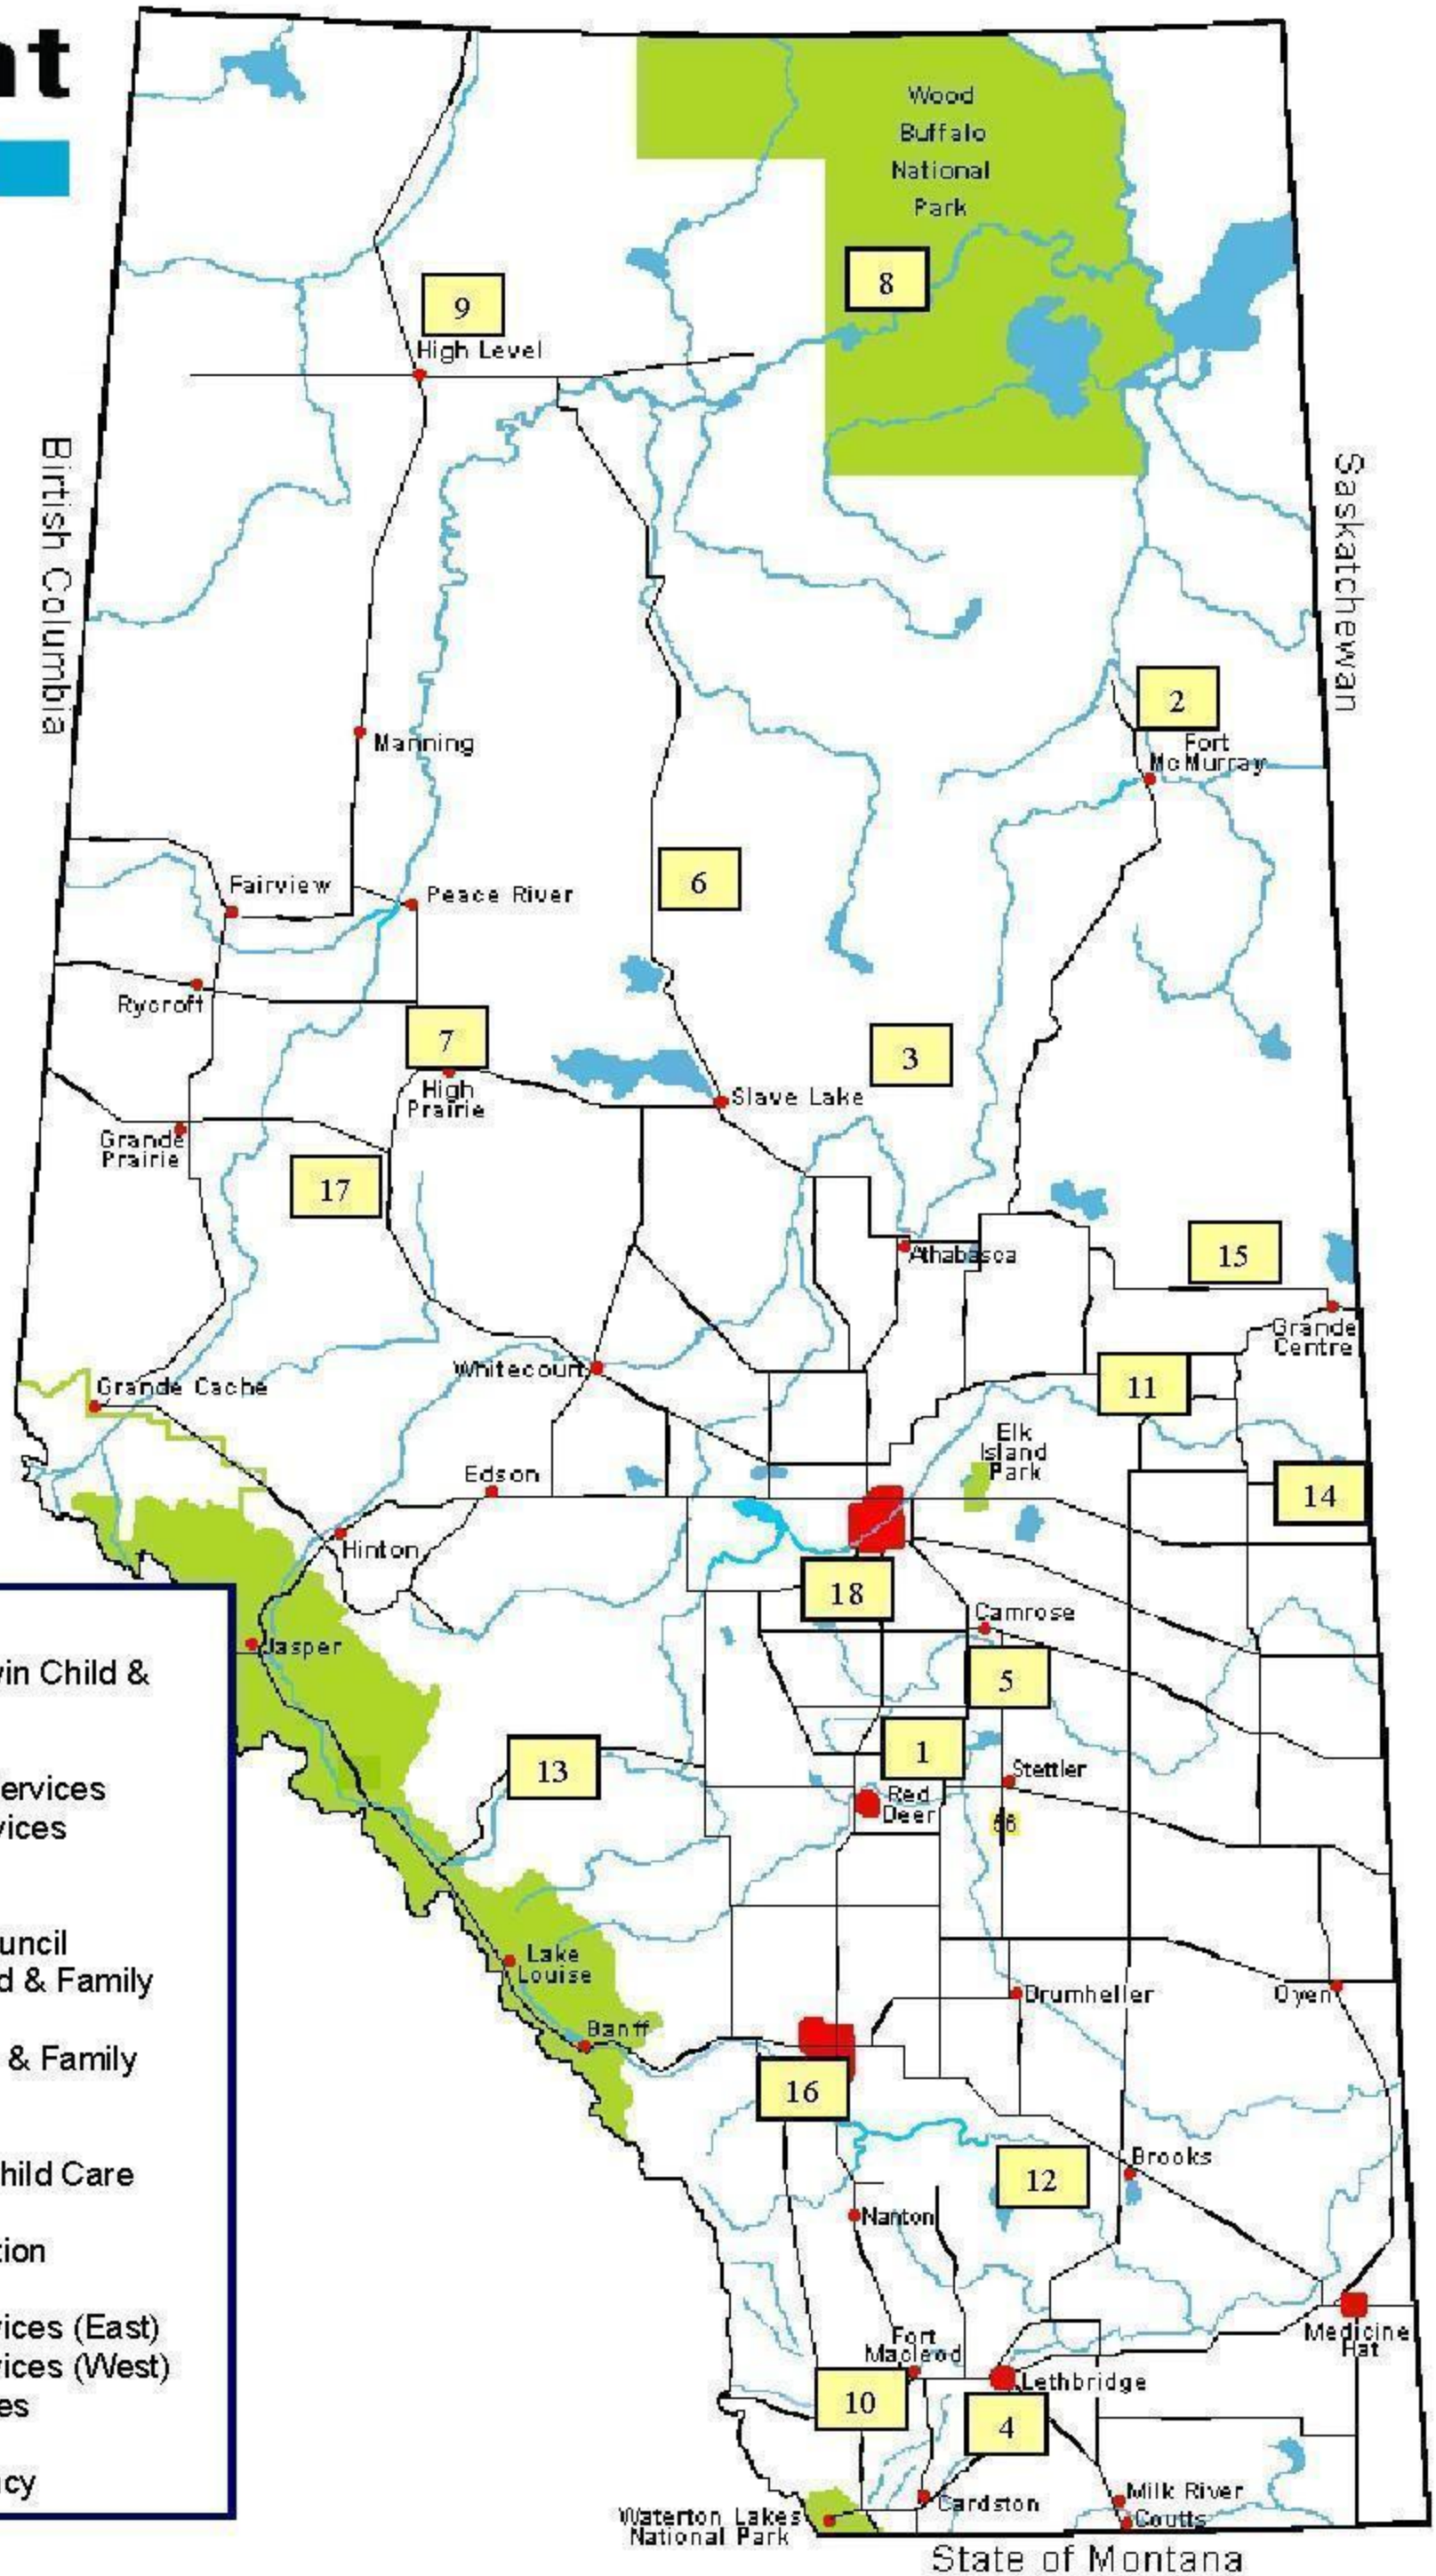 nt
Wood
Buffalo
National
Park
8
9
High Level
Birtish Columbia
Saskatchewan
2
Fort
McMurray
Manning
6
Fairview
Peace River
Rycroft
7
High
Prairie
3
Slave Lake
Grande
Prairie
17
Athabasca
15
Grande
Centre
Whitecourt
11
Grande Cache
Elk
Island
Park
Edson
14
Hinton
18
Camrose
Jasper
5
1
13
Stettler
Red
Deer
56
Lake
Louise
Drumheller
Oyen
Banff
16
12
Brooks
Nanton
Medicine
Hat
Fort
Macleod
Lethbridge
10
4
Milk River
Cardston
Coutts
Waterton Lakes
National Park
State of Montana
vin Child &
ervices
vices
uncil
d & Family
& Family
hild Care
tion
vices (East)
vices (West)
es
cy